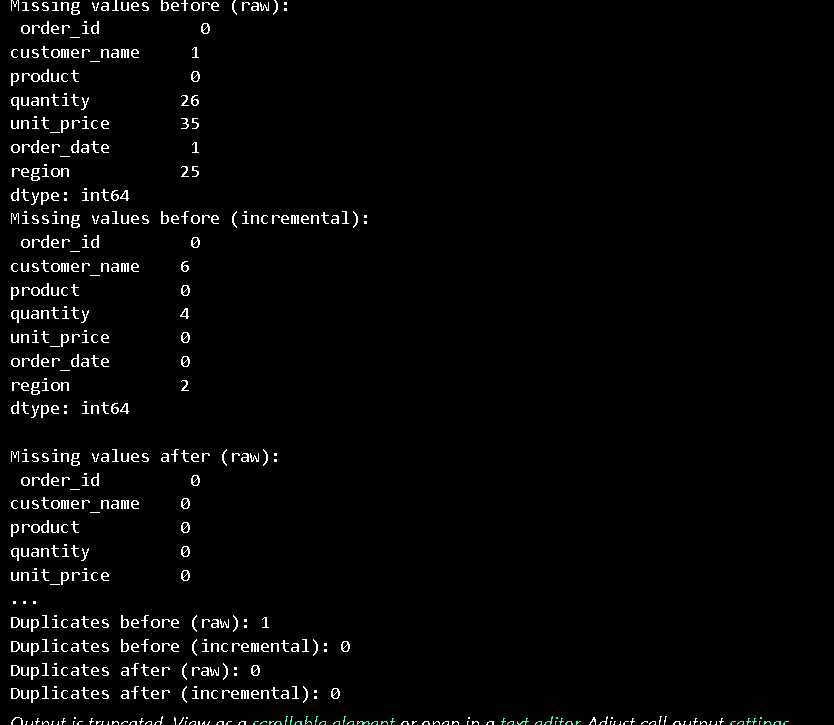 Missing values before (raw):
 order_id          0
customer_name     1
product           0
quantity         26
unit_price       35
order_date        1
region           25
dtype: int64
Missing values before (incremental):
 order_id         0
customer_name    6
product          0
quantity         4
unit_price       0
order_date       0
region           2
dtype: int64

Missing values after (raw):
 order_id         0
customer_name    0
product          0
quantity         0
unit_price       0
...
Duplicates before (raw): 1
Duplicates before (incremental): 0
Duplicates after (raw): 0
Duplicates after (incremental): 0
Output is truncated. View as a scrollable element or open in a text editor. Adjust cell output settings